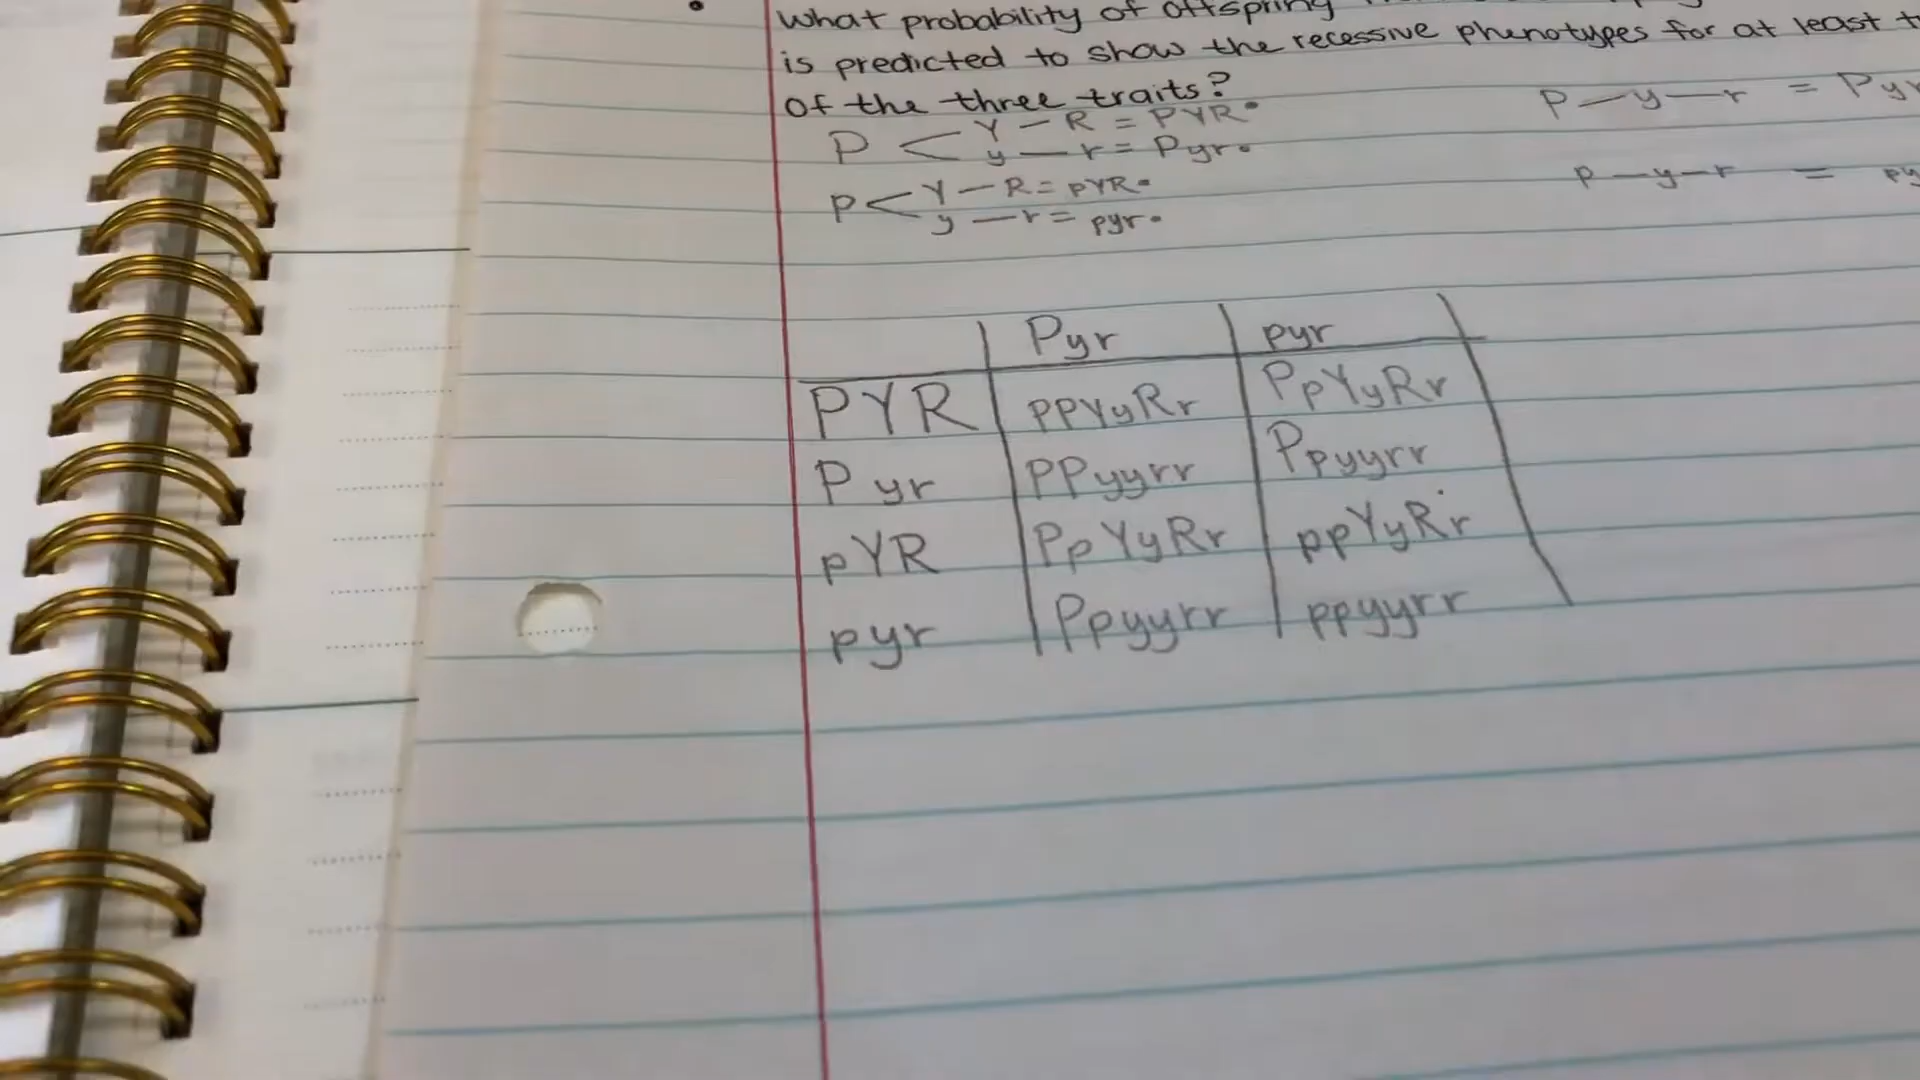 What probability of offspring
is predicted to show the recessive phenotypes for at least
of the three traits?
P — y — r = Pyr
P < Y — R = PYR
y — r = Pyr
p — y — r =
p < Y — R = pYR
y — r = pyr
Pyr pyr
PYR PPYyRr PpYyRr
Pyr PPyyrr Ppyyrr
pYR PpYyRr ppYyRr
pyr Ppyyrr ppyyrr